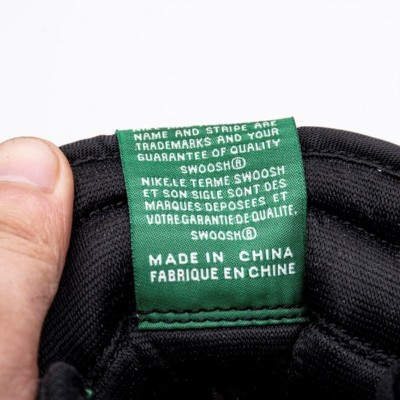 NAME AND STRIPE ARE
TRADEMARKS AND YOUR
GUARANTEE OF QUALITY
SWOOSH®
NIKE.LE TERME SWOOSH
ET SON SIGLE SONT DES
MARQUES DEPOSEES ET
VOTRE GARANTIE DE QUALITE,
SWOOSH®
MADE IN CHINA
FABRIQUE EN CHINE